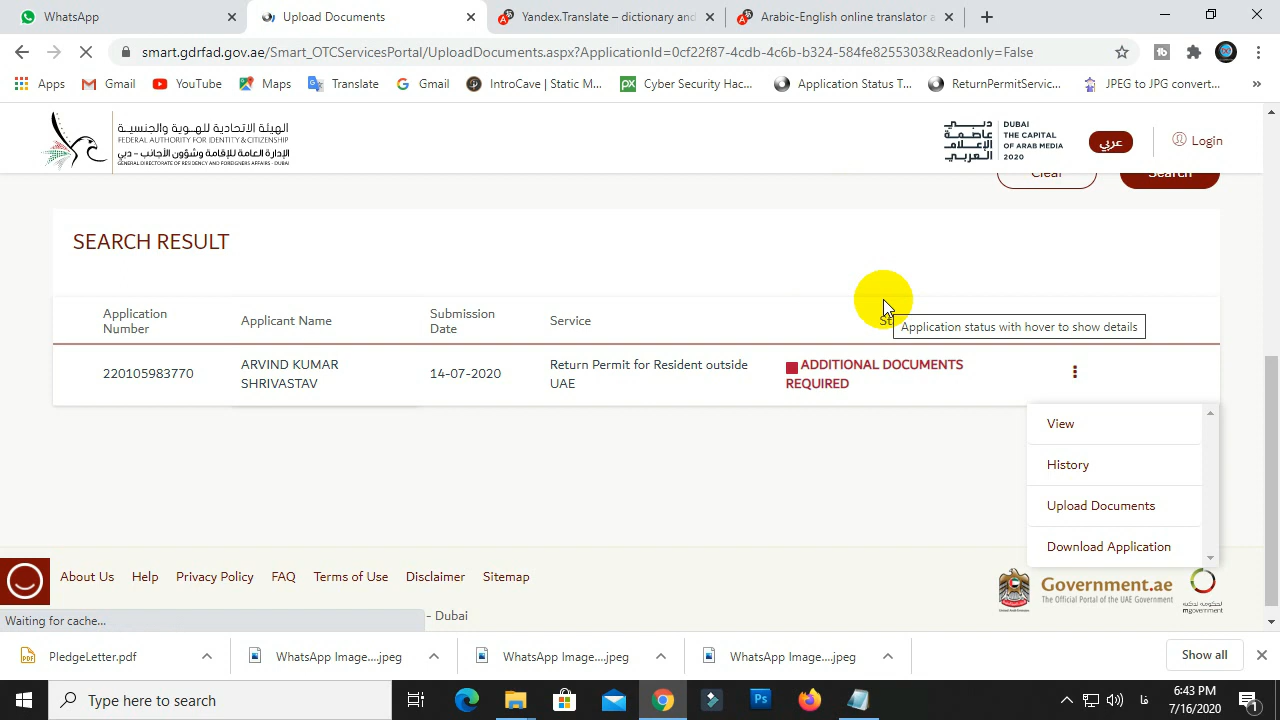 WhatsApp
Upload Documents
Yandex.Translate – dictionary and
Arabic-English online translator a
smart.gdrfad.gov.ae/Smart_OTCServicesPortal/UploadDocuments.aspx?ApplicationId=0cf22f87-4cdb-4c6b-b324-584fe8255303&Readonly=False
Apps
Gmail
YouTube
Maps
Translate
Gmail
IntroCave | Static M...
Cyber Security Hac...
Application Status T...
ReturnPermitServic...
JPEG to JPG convert...
»
الهيئة الاتحادية للهوية والجنسية
FEDERAL AUTHORITY FOR IDENTITY & CITIZENSHIP
الإدارة العامة للإقامة وشؤون الأجانب - دبي
GENERAL DIRECTORATE OF RESIDENCY AND FOREIGNERS AFFAIRS - DUBAI
دبي
عاصمة
الإعلام
العربي
DUBAI
THE CAPITAL
OF ARAB MEDIA
2020
عربي
Login
Clear
Search
SEARCH RESULT
Application Number
Applicant Name
Submission Date
Service
St
Application status with hover to show details
220105983770
ARVIND KUMAR SHRIVASTAV
14-07-2020
Return Permit for Resident outside UAE
ADDITIONAL DOCUMENTS REQUIRED
View
History
Upload Documents
Download Application
About Us
Help
Privacy Policy
FAQ
Terms of Use
Disclaimer
Sitemap
Government.ae
The Official Portal of the UAE Government
mgovernment
Waiting for cache...
- Dubai
PledgeLetter.pdf
WhatsApp Image....jpeg
WhatsApp Image....jpeg
WhatsApp Image....jpeg
Show all
Type here to search
فا
6:43 PM
7/16/2020
1